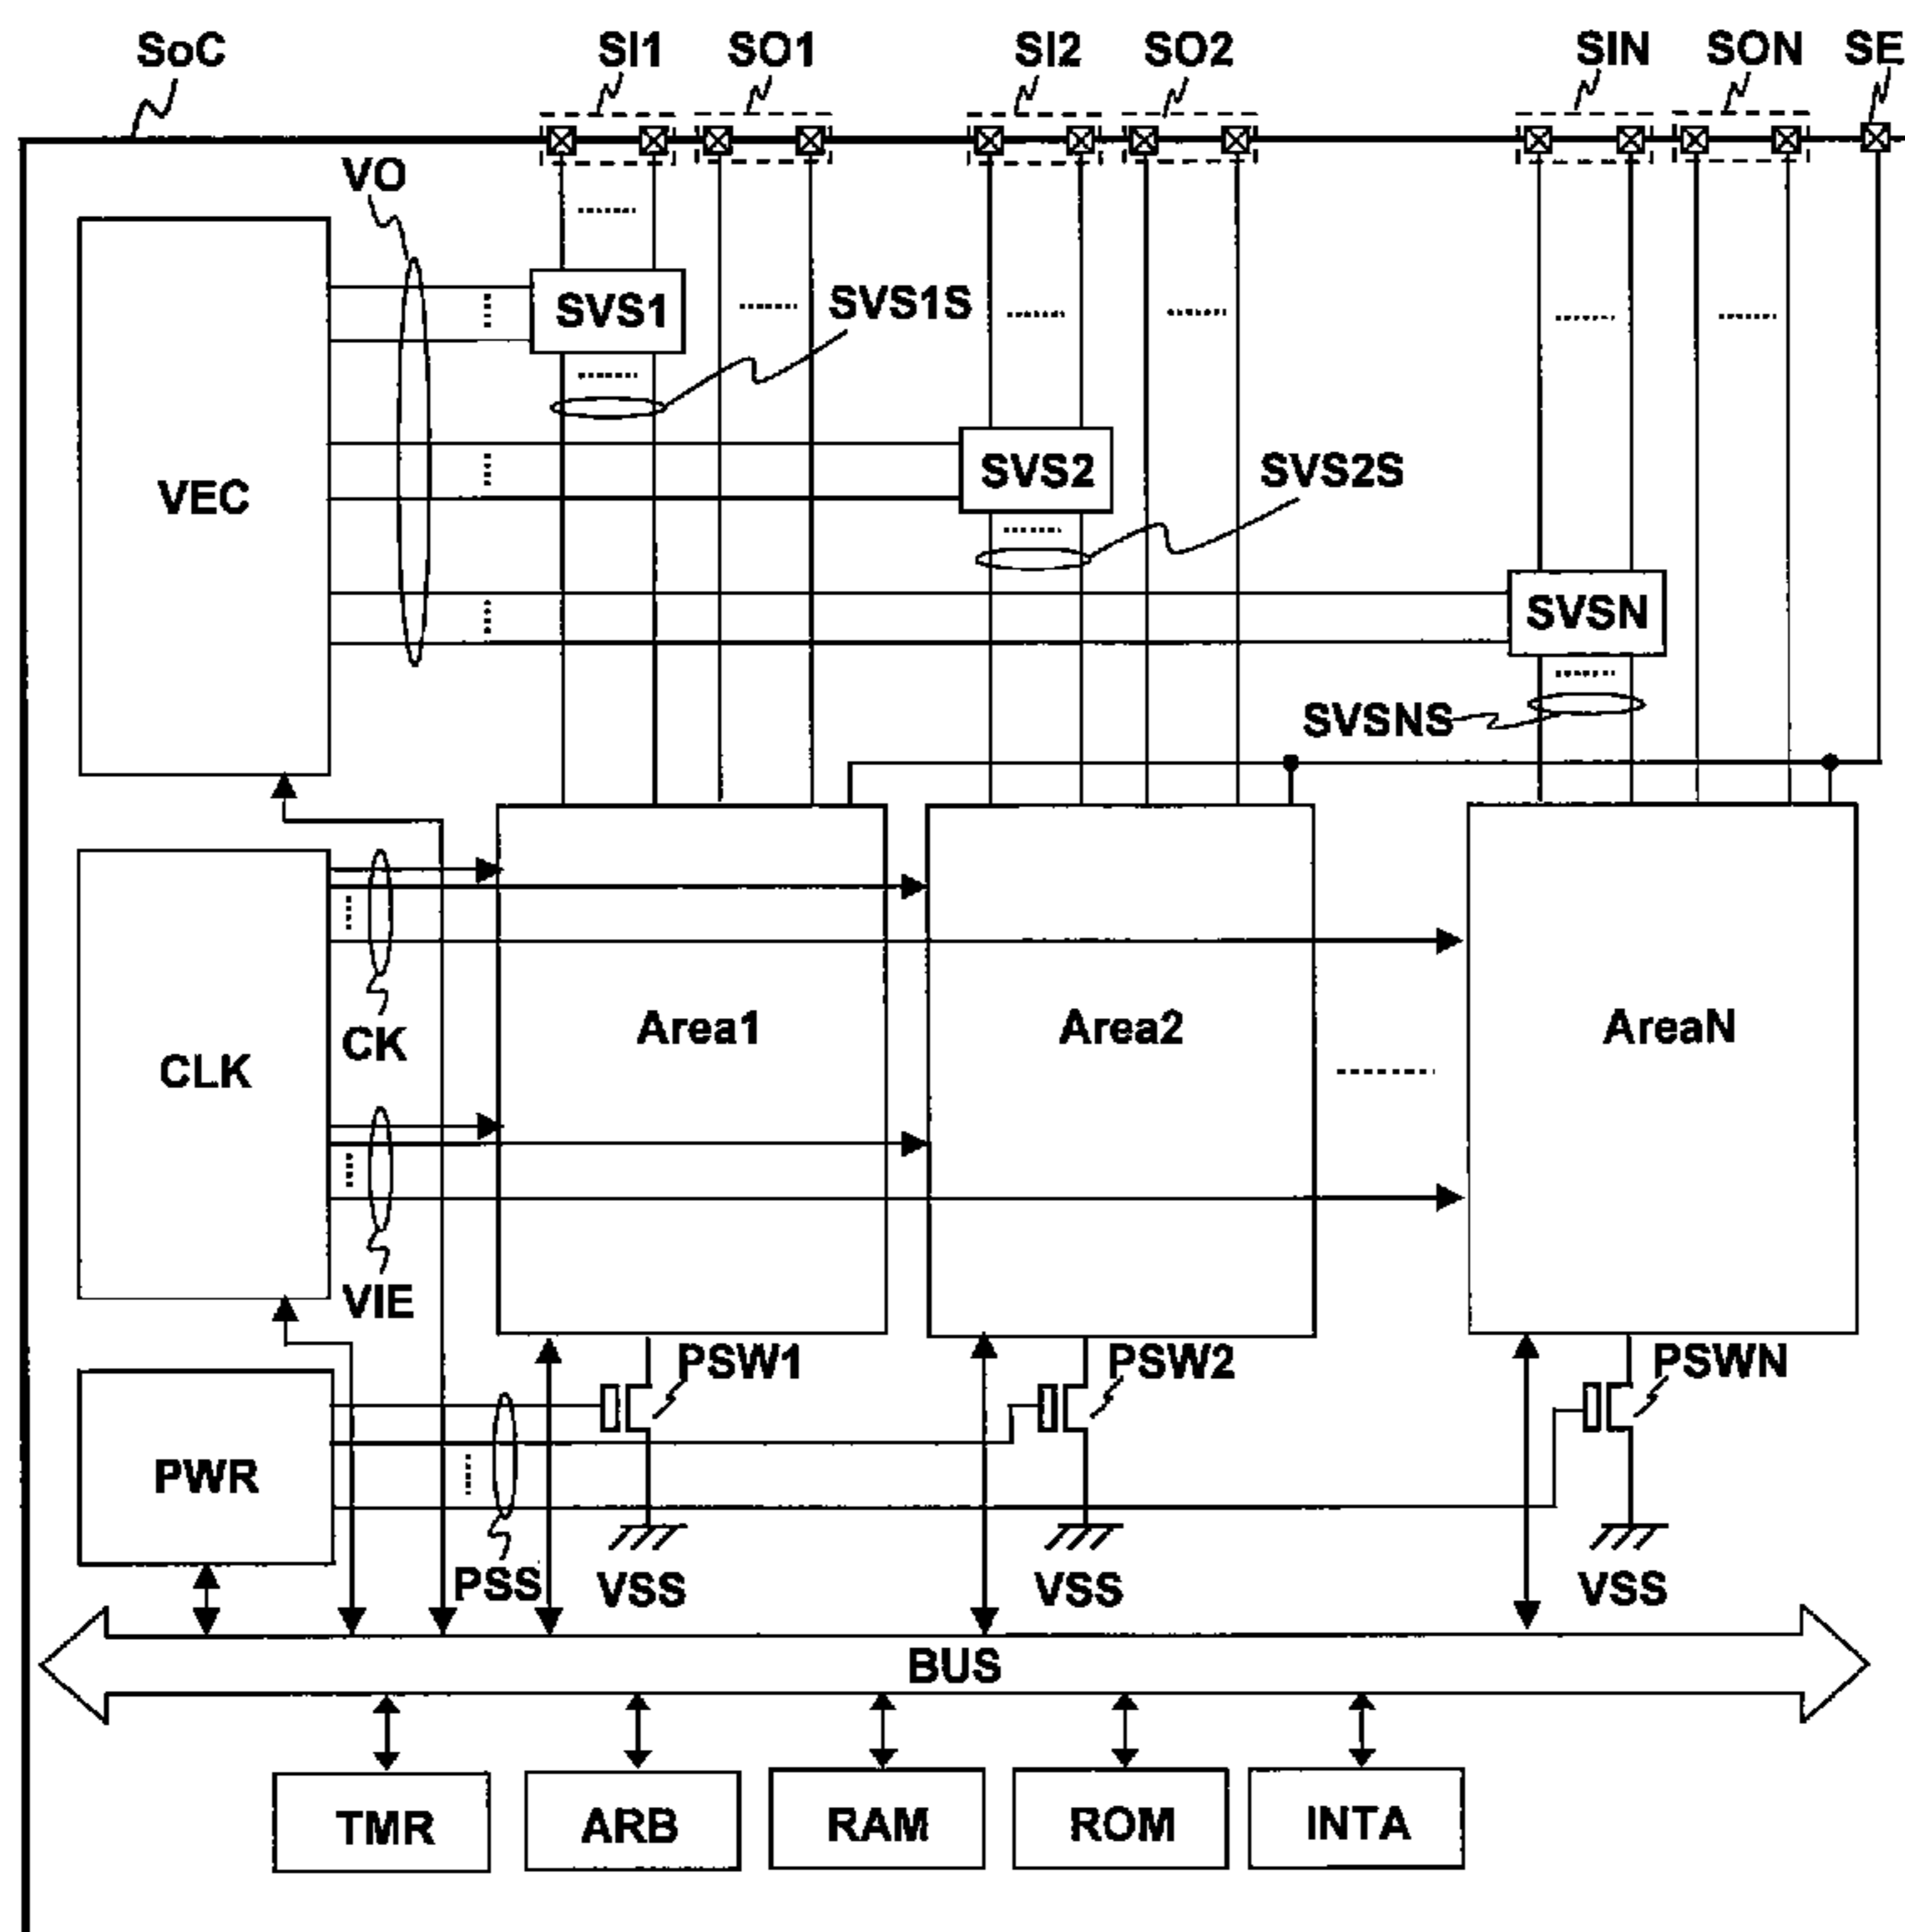 SoC SI1 SO1 SI2 SO2 SIN SON SE
VO
SVS1 SVS1S
VEC SVS2 SVS2S
SVSN
SVSNS
CK
CLK Area1 Area2 AreaN
VIE
PSW1 PSW2 PSWN
PWR
PSS VSS VSS VSS
BUS
TMR ARB RAM ROM INTA